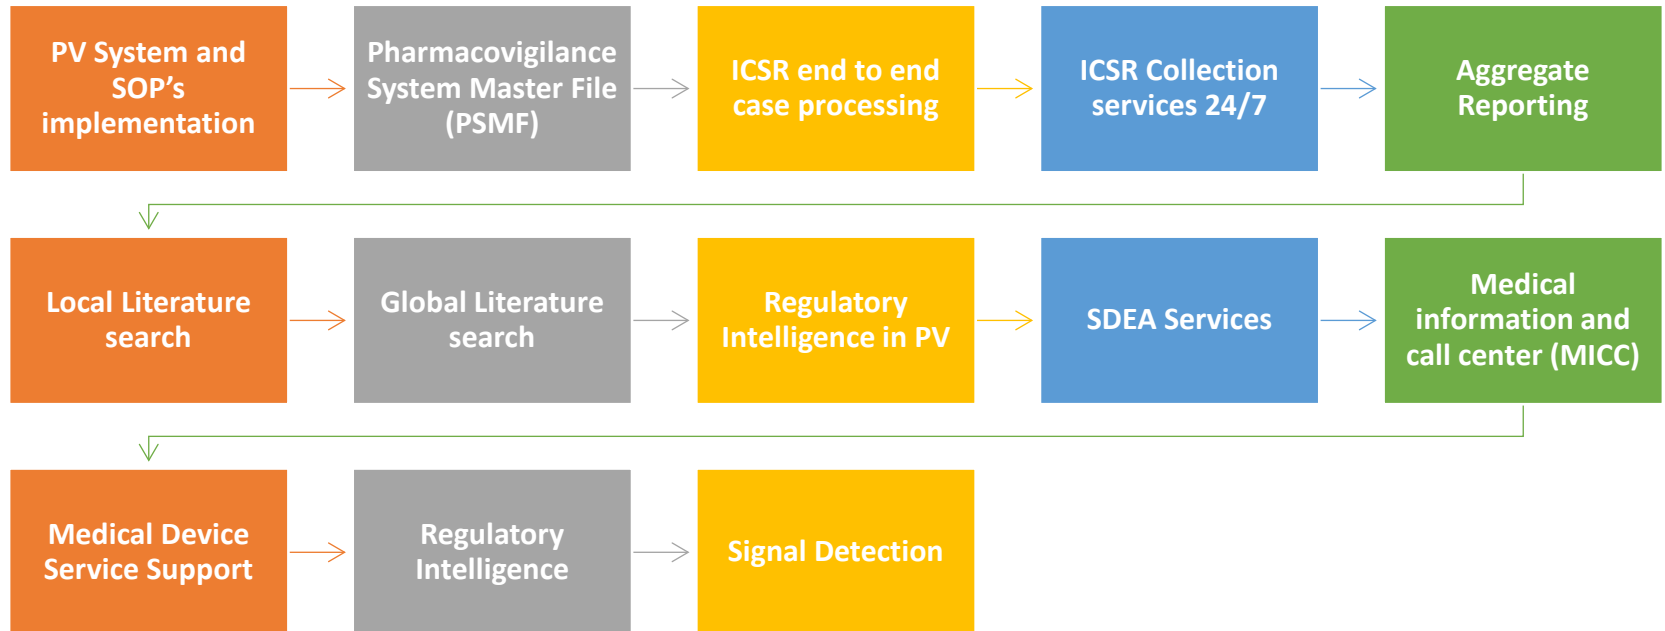 PV System and
SOP’s
implementation
Pharmacovigilance
System Master File
(PSMF)
ICSR end to end
case processing
ICSR Collection
services 24/7
Aggregate
Reporting
Local Literature
search
Global Literature
search
Regulatory
Intelligence in PV
SDEA Services
Medical
information and
call center (MICC)
Medical Device
Service Support
Regulatory
Intelligence
Signal Detection